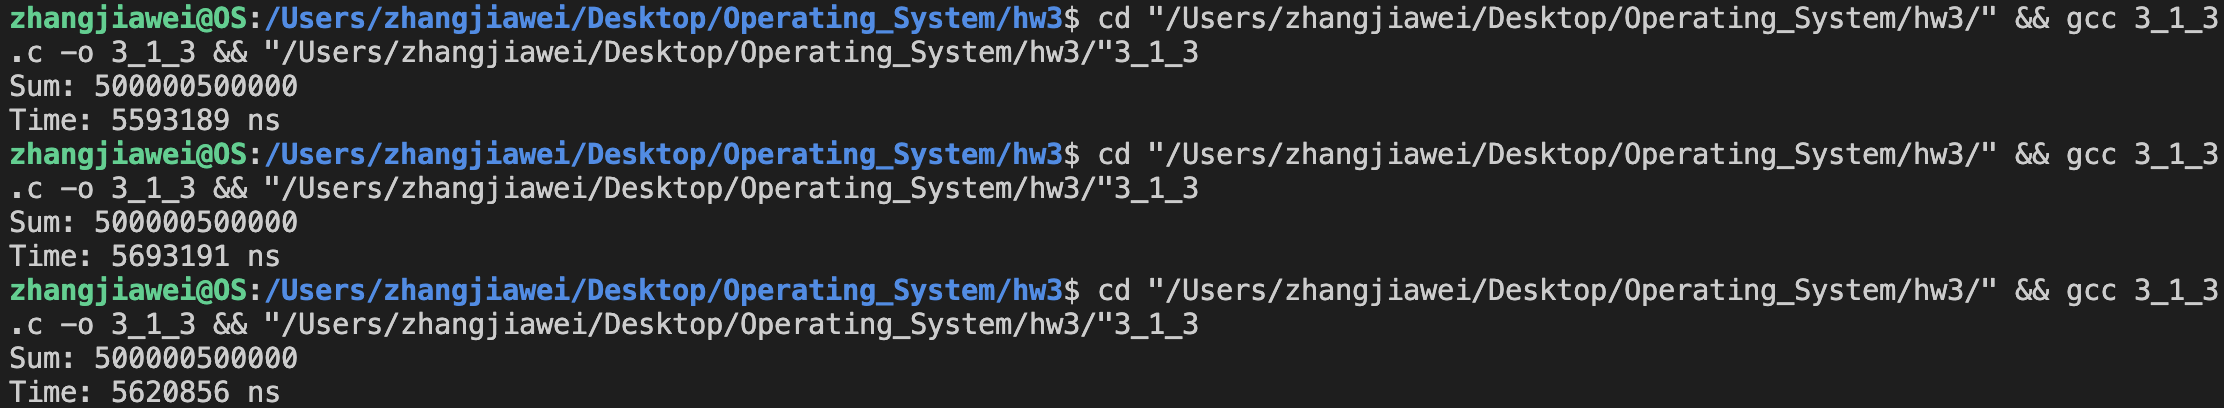 zhangjiawei@OS:/Users/zhangjiawei/Desktop/Operating_System/hw3$ cd "/Users/zhangjiawei/Desktop/Operating_System/hw3/" && gcc 3_1_3
.c -o 3_1_3 && "/Users/zhangjiawei/Desktop/Operating_System/hw3/"3_1_3
Sum: 500000500000
Time: 5593189 ns
zhangjiawei@OS:/Users/zhangjiawei/Desktop/Operating_System/hw3$ cd "/Users/zhangjiawei/Desktop/Operating_System/hw3/" && gcc 3_1_3
.c -o 3_1_3 && "/Users/zhangjiawei/Desktop/Operating_System/hw3/"3_1_3
Sum: 500000500000
Time: 5693191 ns
zhangjiawei@OS:/Users/zhangjiawei/Desktop/Operating_System/hw3$ cd "/Users/zhangjiawei/Desktop/Operating_System/hw3/" && gcc 3_1_3
.c -o 3_1_3 && "/Users/zhangjiawei/Desktop/Operating_System/hw3/"3_1_3
Sum: 500000500000
Time: 5620856 ns